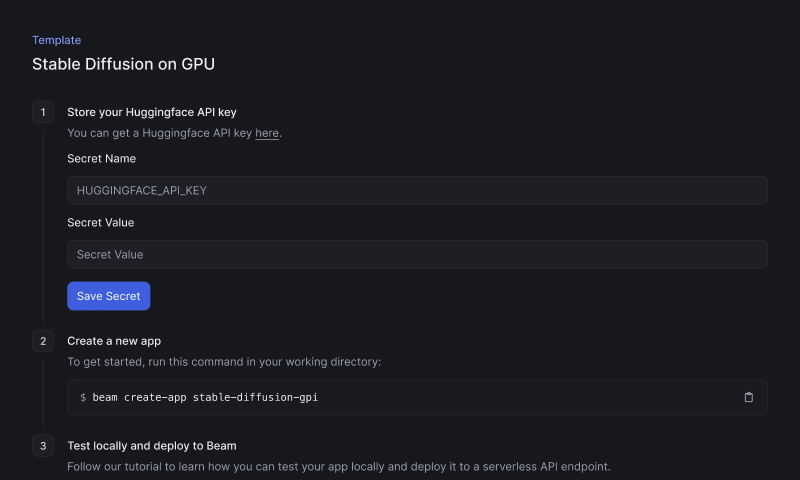 Template
Stable Diffusion on GPU
1
Store your Huggingface API key
You can get a Huggingface API key here.
Secret Name
HUGGINGFACE_API_KEY
Secret Value
Secret Value
Save Secret
2
Create a new app
To get started, run this command in your working directory:
$ beam create-app stable-diffusion-gpi
3
Test locally and deploy to Beam
Follow our tutorial to learn how you can test your app locally and deploy it to a serverless API endpoint.